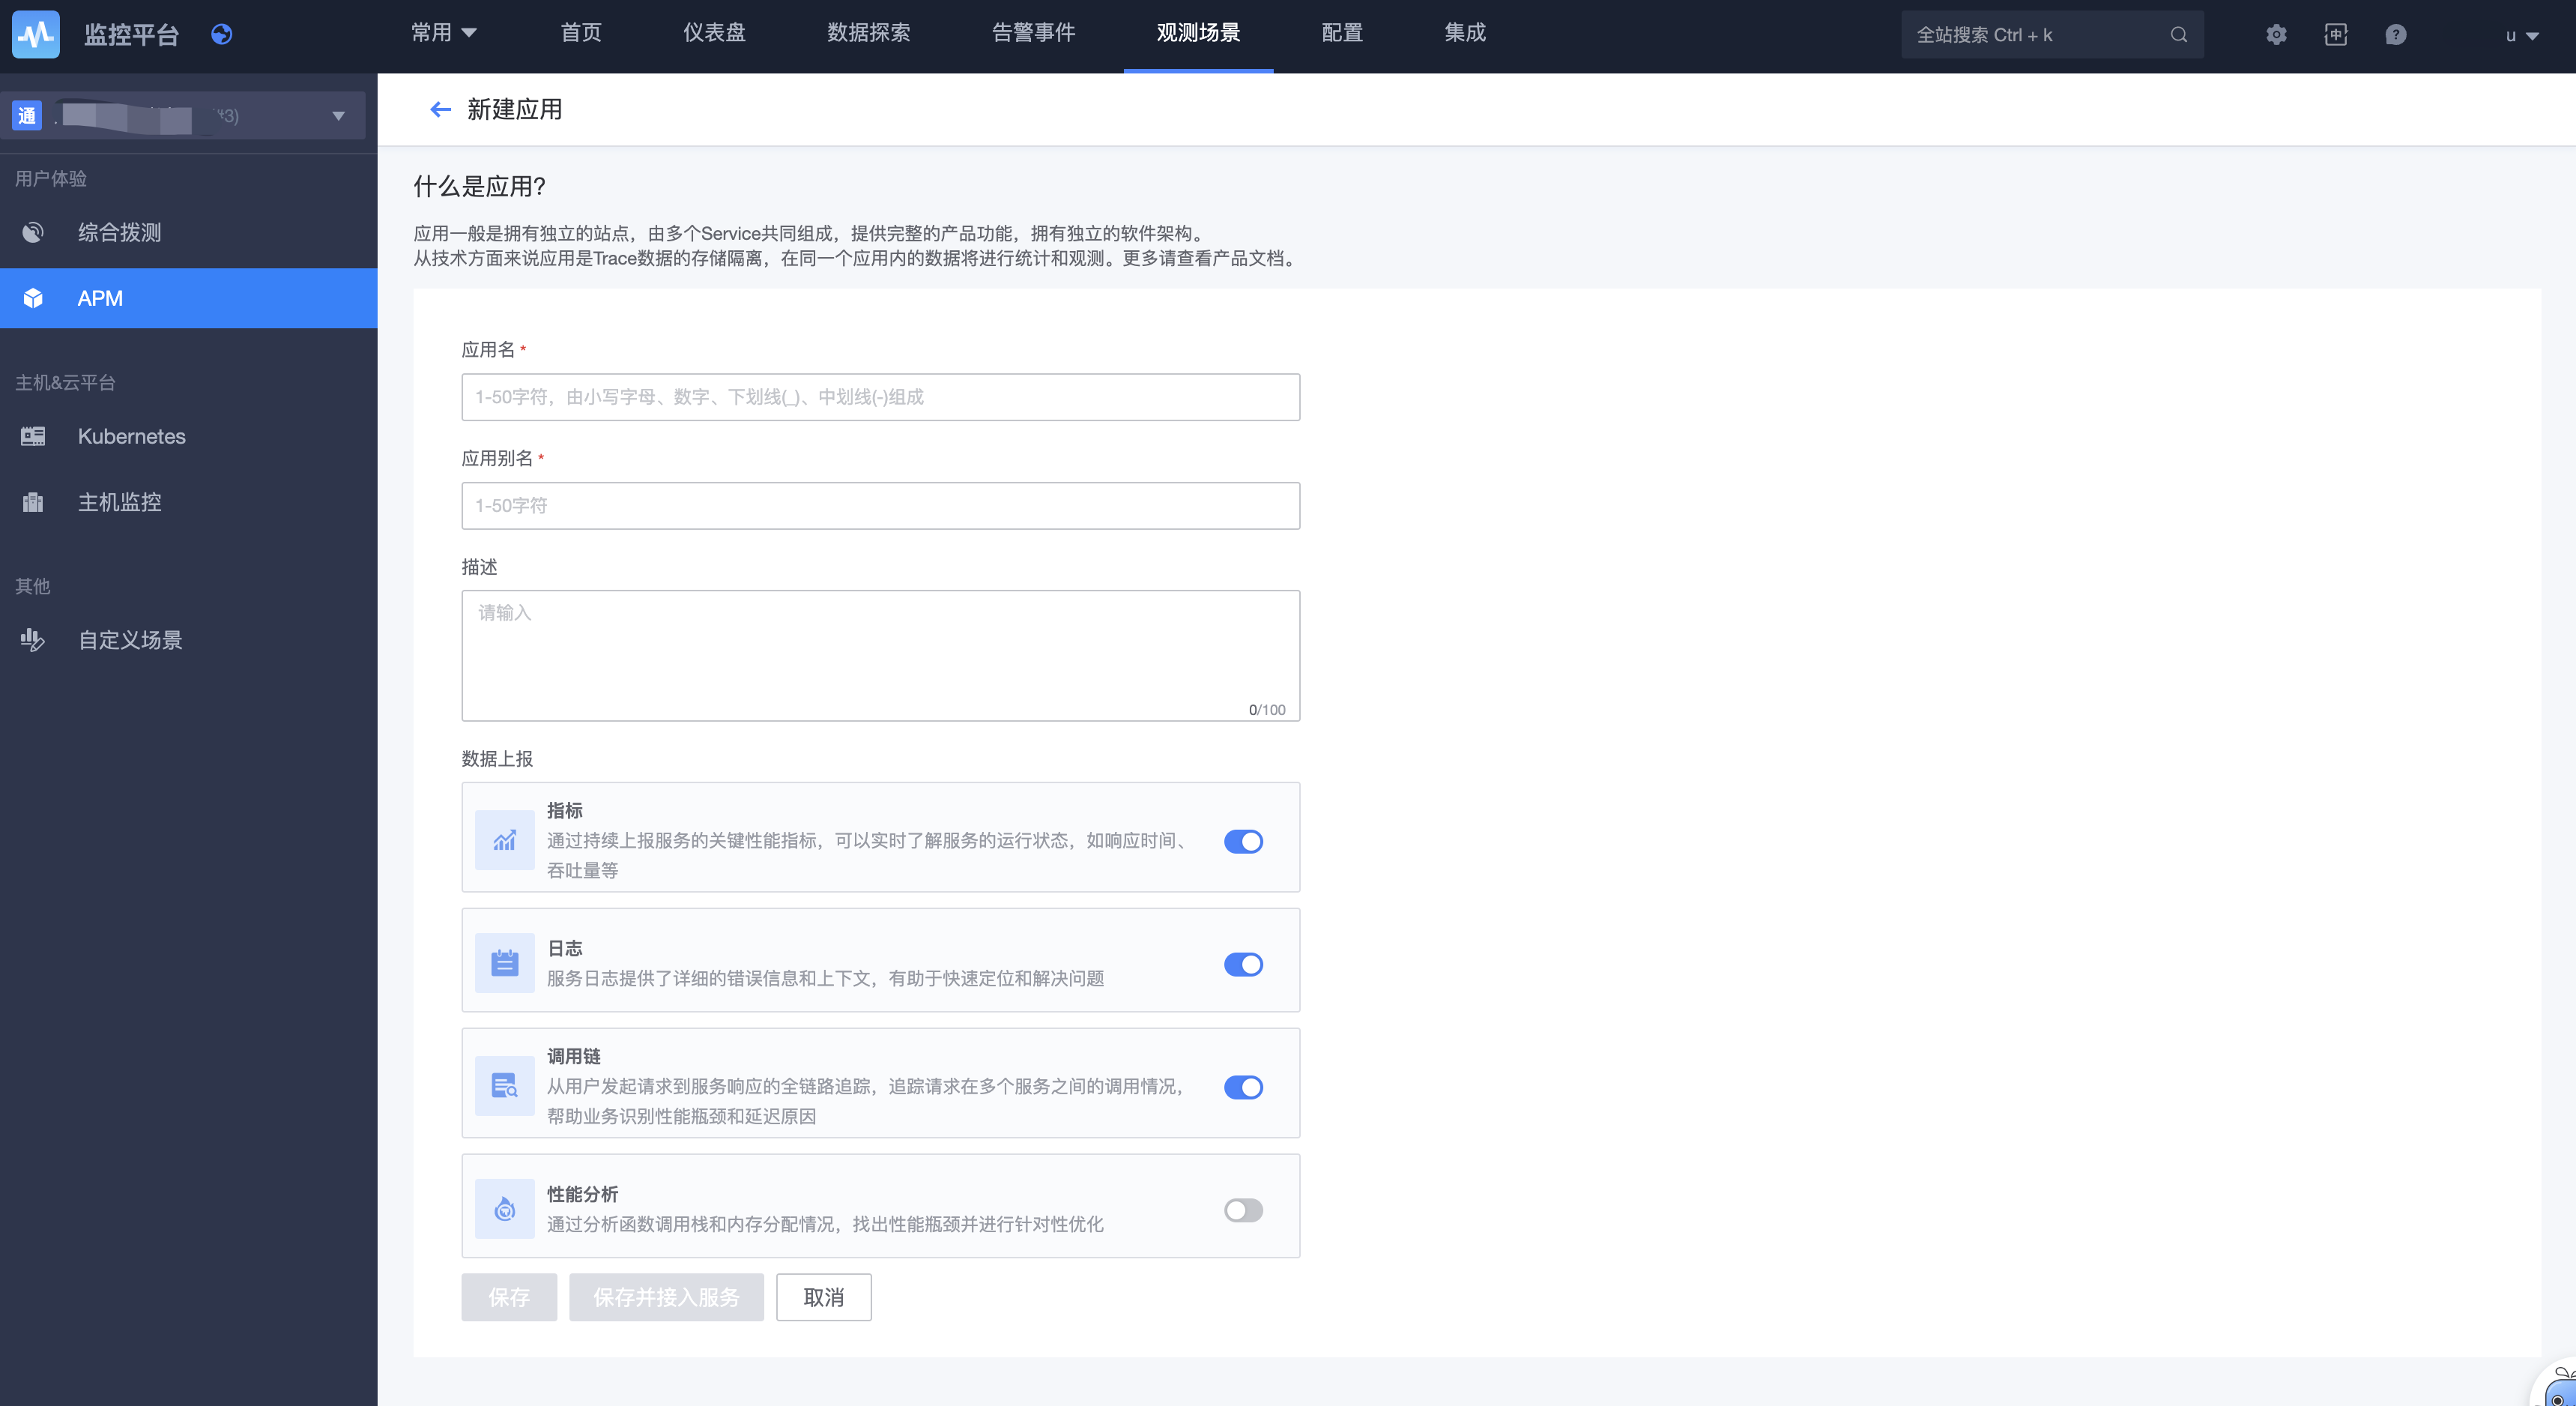 监控平台
常用
首页
仪表盘
数据探索
告警事件
观测场景
配置
集成
全站搜索 Ctrl + k
中
?
u
通
#3)
用户体验
综合拨测
APM
主机&云平台
Kubernetes
主机监控
其他
自定义场景
新建应用
什么是应用?
应用一般是拥有独立的站点，由多个Service共同组成，提供完整的产品功能，拥有独立的软件架构。
从技术方面来说应用是Trace数据的存储隔离，在同一个应用内的数据将进行统计和观测。更多请查看产品文档。
应用名 *
1-50字符，由小写字母、数字、下划线(_)、中划线(-)组成
应用别名 *
1-50字符
描述
请输入
0/100
数据上报
指标
通过持续上报服务的关键性能指标，可以实时了解服务的运行状态，如响应时间、
吞吐量等
日志
服务日志提供了详细的错误信息和上下文，有助于快速定位和解决问题
调用链
从用户发起请求到服务响应的全链路追踪，追踪请求在多个服务之间的调用情况，
帮助业务识别性能瓶颈和延迟原因
性能分析
通过分析函数调用栈和内存分配情况，找出性能瓶颈并进行针对性优化
保存
保存并接入服务
取消